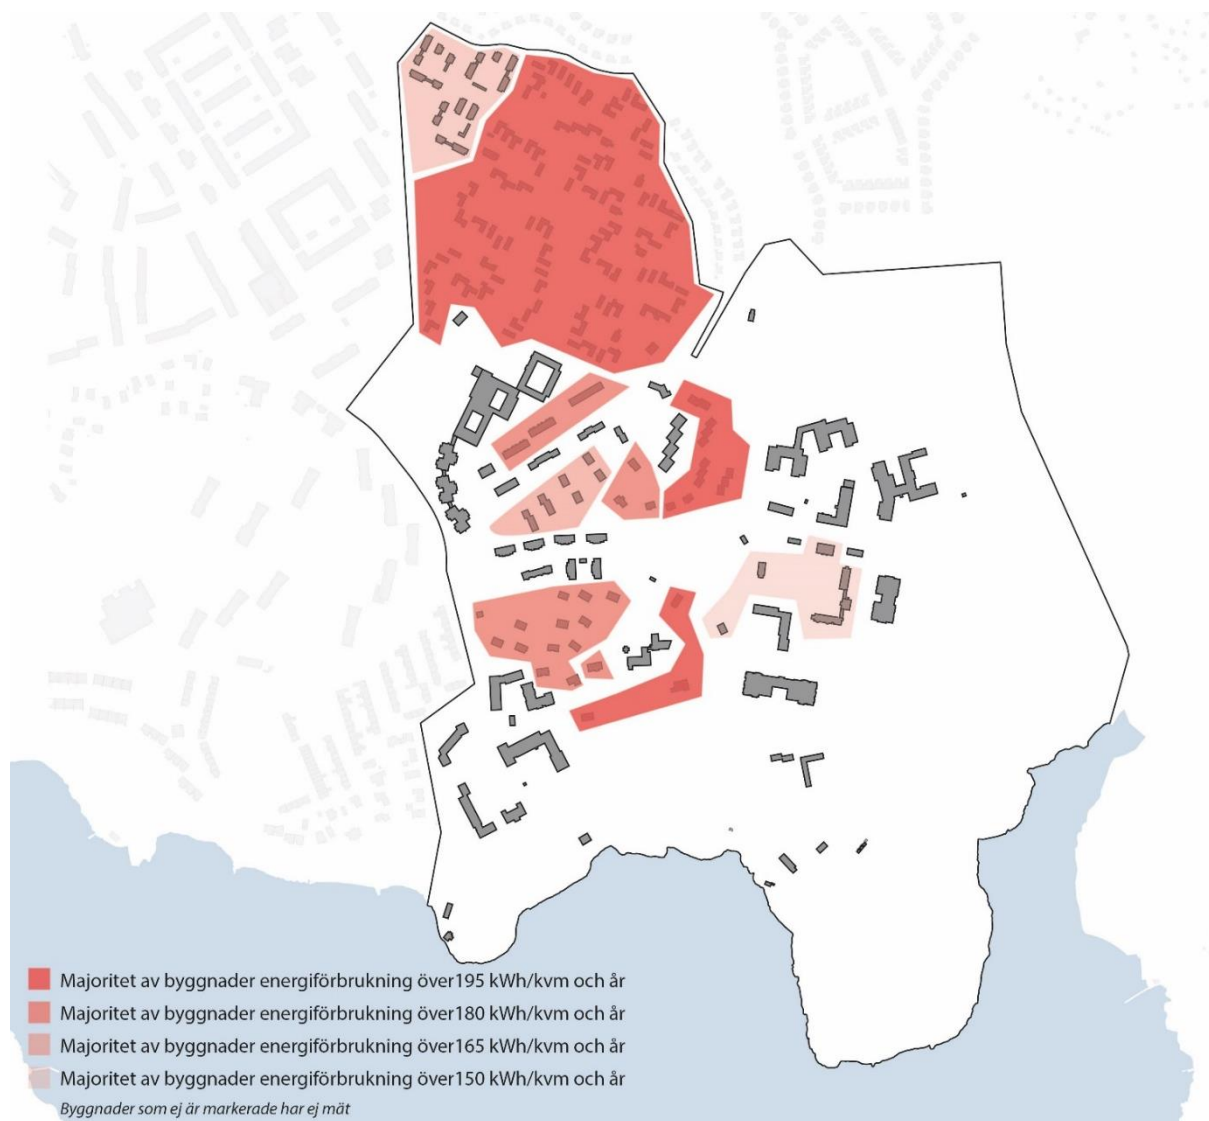 Majoritet av byggnader energiförbrukning över195 kWh/kvm och år
Majoritet av byggnader energiförbrukning över180 kWh/kvm och år
Majoritet av byggnader energiförbrukning över165 kWh/kvm och år
Majoritet av byggnader energiförbrukning över150 kWh/kvm och år
Byggnader som ej är markerade har ej mät